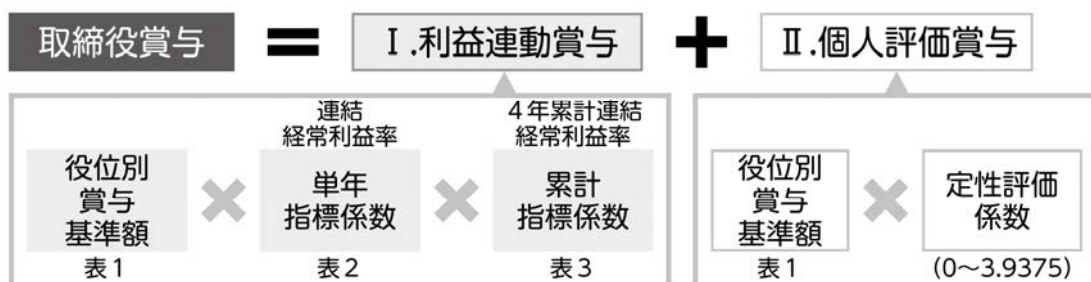 取締役賞与 = Ⅰ.利益連動賞与 + Ⅱ.個人評価賞与
連結
経常利益率
4年累計連結
経常利益率
役位別
賞与
基準額
×
単年
指標係数
×
累計
指標係数
役位別
賞与
基準額
×
定性評価
係数
表1
表2
表3
表1
(0～3.9375)